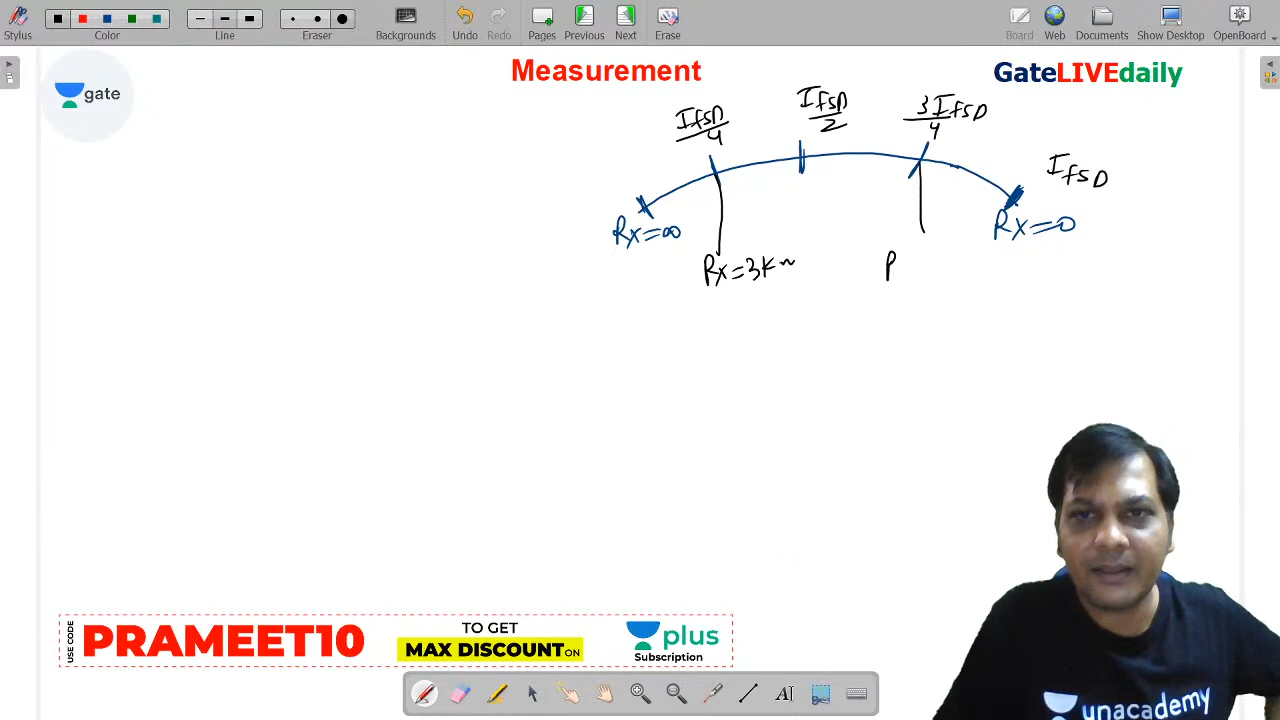 Stylus
Color
Line
Eraser
Backgrounds
Undo
Redo
Pages
Previous
Next
Erase
Board
Web
Documents
Show Desktop
OpenBoard
gate
Measurement
GateLIVEdaily
IfSD/4
IfSD/2
3IfSD/4
IfSD
Rx=∞
Rx=0
Rx=3K~
P
USE CODE
PRAMEET10
TO GET
MAX DISCOUNT ON
plus
Subscription
unacademy